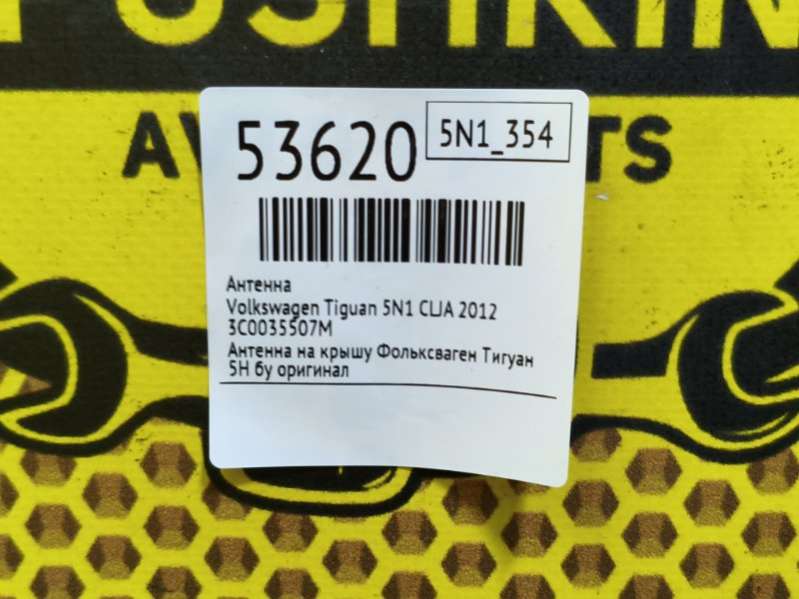 53620
5N1_354
Антенна
Volkswagen Tiguan 5N1 CLJA 2012
3C0035507M
Антенна на крышу Фольксваген Тигуан
5Н бу оригинал